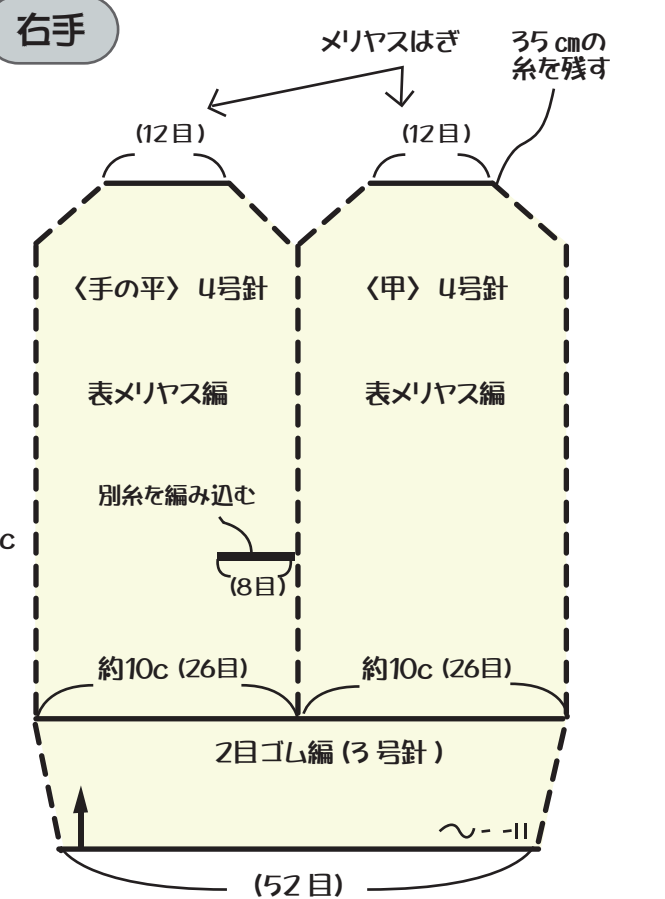 右手
メリヤスはぎ
35㎝の
糸を残す
(12目)
(12目)
〈手の平〉 4号針
〈甲〉 4号針
表メリヤス編
表メリヤス編
別糸を編み込む
c
(8目)
約10c (26目)
約10c (26目)
2目ゴム編 (3 号針 )
(52 目)